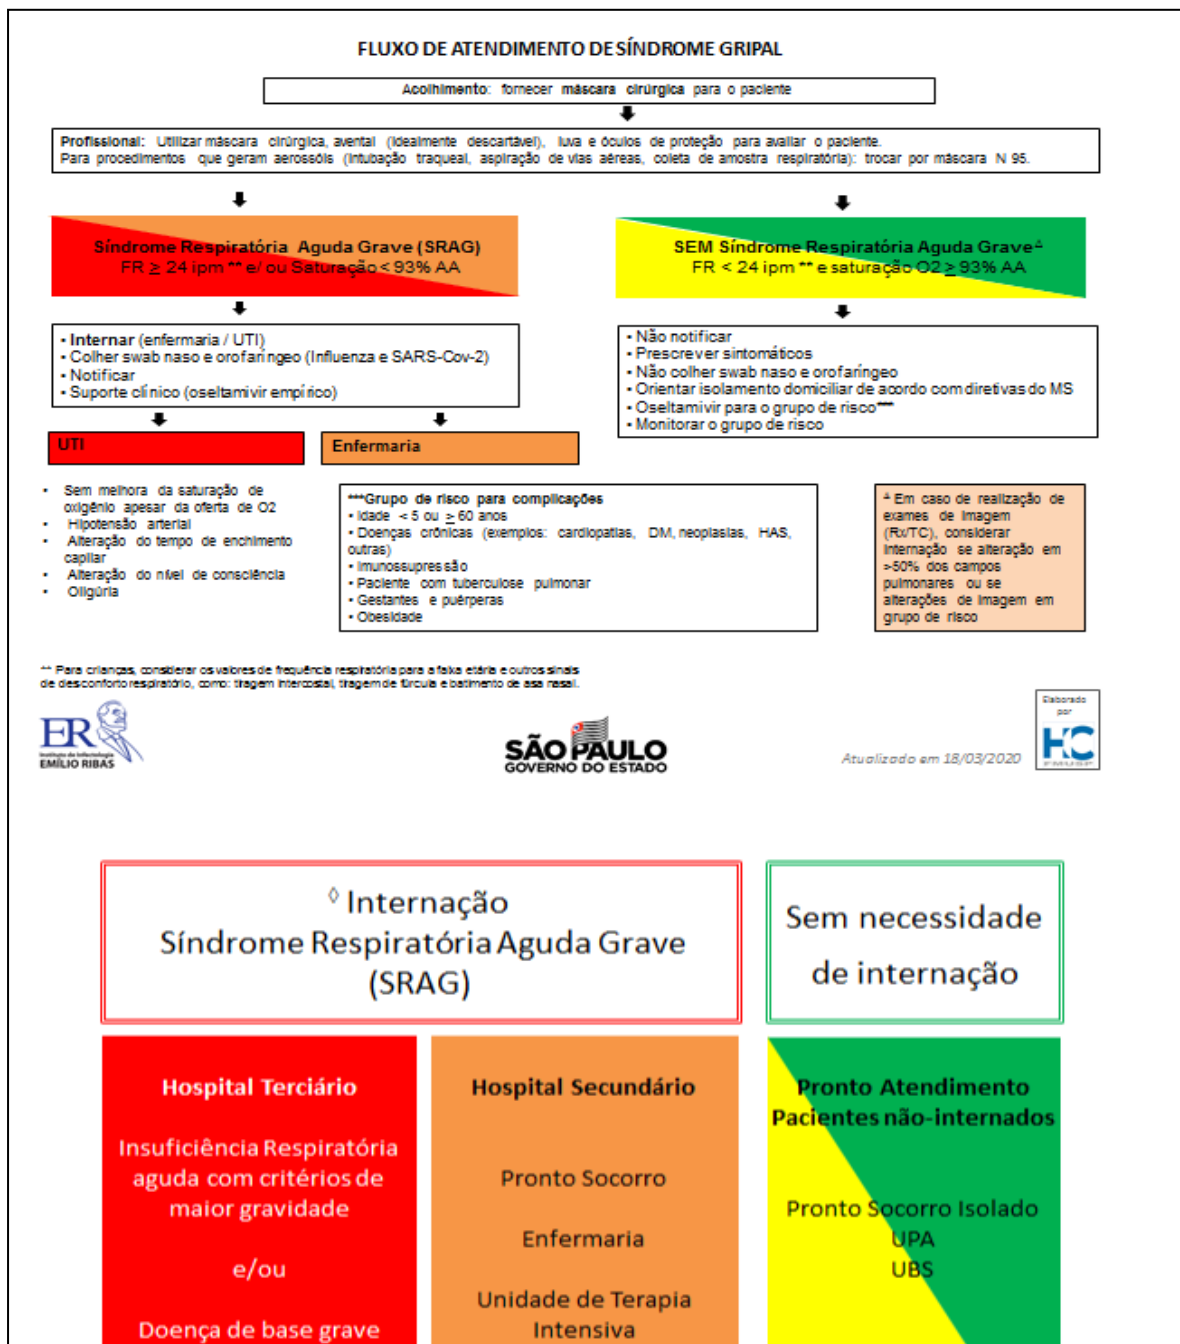 FLUXO DE ATENDIMENTO DE SÍNDROME GRIPAL
Acolhimento: fornecer máscara cirúrgica para o paciente
Profissional: Utilizar máscara cirúrgica, avental (idealmente descartável), luva e óculos de proteção para avaliar o paciente.
Para procedimentos que geram aerossóis (intubação traqueal, aspiração de vias aéreas, coleta de amostra respiratória): trocar por máscara N 95.
Síndrome Respiratória Aguda Grave (SRAG)
FR ≥ 24 ipm ** e/ ou Saturação < 93% AA
SEM Síndrome Respiratória Aguda Grave△
FR < 24 ipm ** e saturação O2 ≥ 93% AA
• Internar (enfermaria / UTI)
• Colher swab naso e orofaríngeo (Influenza e SARS-Cov-2)
• Notificar
• Suporte clínico (oseltamivir empírico)
• Não notificar
• Prescrever sintomáticos
• Não colher swab naso e orofaríngeo
• Orientar isolamento domiciliar de acordo com diretivas do MS
• Oseltamivir para o grupo de risco***
• Monitorar o grupo de risco
UTI
Enfermaria
• Sem melhora da saturação de
oxigênio apesar da oferta de O2
• Hipotensão arterial
• Alteração do tempo de enchimento
capilar
• Alteração do nível de consciência
• Oligúria
***Grupo de risco para complicações
• Idade < 5 ou ≥ 60 anos
• Doenças crônicas (exemplos: cardiopatias, DM, neoplasias, HAS,
outras)
• Imunossupressão
• Paciente com tuberculose pulmonar
• Gestantes e puérperas
• Obesidade
△ Em caso de realização de
exames de imagem
(Rx/TC), considerar
internação se alteração em
>50% dos campos
pulmonares ou se
alterações de imagem em
grupo de risco
** Para crianças, considerar os valores de frequência respiratória para a faixa etária e outros sinais
de desconforto respiratório, como: tiragem intercostal, tiragem de fúrcula e batimento de asa nasal.
ER
Instituto de Infectologia
EMÍLIO RIBAS
SÃO PAULO
GOVERNO DO ESTADO
Atualizado em 18/03/2020
Elaborado
por
HC
FMUSP
◊ Internação
Síndrome Respiratória Aguda Grave
(SRAG)
Sem necessidade
de internação
Hospital Terciário
Insuficiência Respiratória
aguda com critérios de
maior gravidade
e/ou
Doença de base grave
Hospital Secundário
Pronto Socorro
Enfermaria
Unidade de Terapia
Intensiva
Pronto Atendimento
Pacientes não-internados
Pronto Socorro Isolado
UPA
UBS